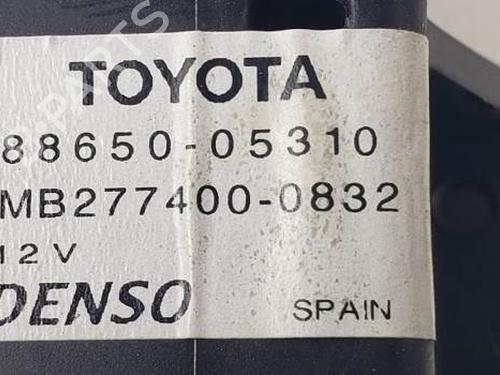 TOYOTA
88650-05310
MB277400-0832
12V
DENSO SPAIN